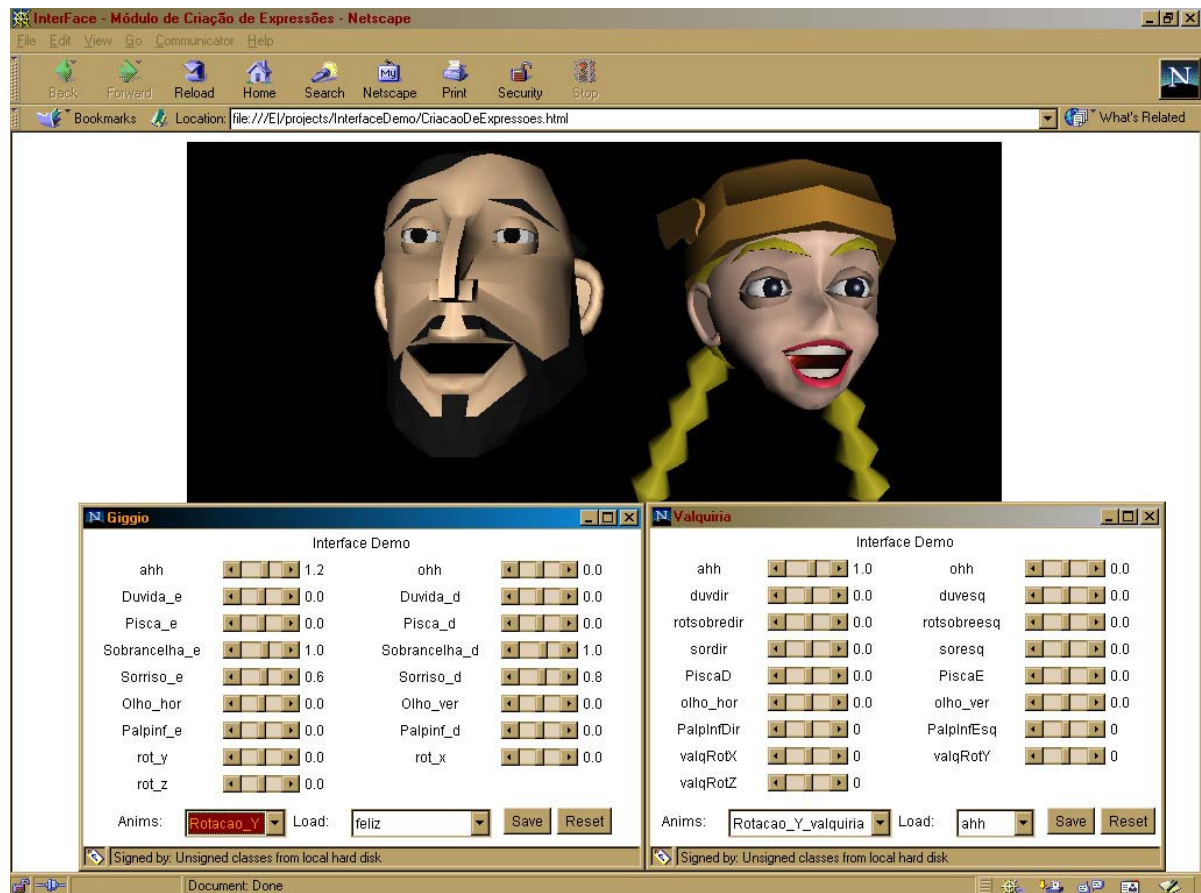 InterFace - Módulo de Criação de Expressões - Netscape
File Edit View Go Communicator Help
My
Back Forward Reload Home Search Netscape Print Security Stop
N
Bookmarks Location: file:///E|/projects/InterfaceDemo/CriacaoDeExpressoes.html What's Related
N Giggio
Interface Demo
ahh 1.2 ohh 0.0
Duvida_e 0.0 Duvida_d 0.0
Pisca_e 0.0 Pisca_d 0.0
Sobrancelha_e 1.0 Sobrancelha_d 1.0
Sorriso_e 0.6 Sorriso_d 0.8
Olho_hor 0.0 Olho_ver 0.0
Palpinf_e 0.0 Palpinf_d 0.0
rot_y 0.0 rot_x 0.0
rot_z 0.0
Anims: Rotacao_Y Load: feliz Save Reset
Signed by: Unsigned classes from local hard disk
N Valquiria
Interface Demo
ahh 1.0 ohh 0.0
duvdir 0.0 duvesq 0.0
rotsobredir 0.0 rotsobreesq 0.0
sordir 0.0 soresq 0.0
PiscaD 0.0 PiscaE 0.0
olho_hor 0.0 olho_ver 0.0
PalpInfDir 0 PalpInfEsq 0
valqRotX 0 valqRotY 0
valqRotZ 0
Anims: Rotacao_Y_valquiria Load: ahh Save Reset
Signed by: Unsigned classes from local hard disk
Document: Done